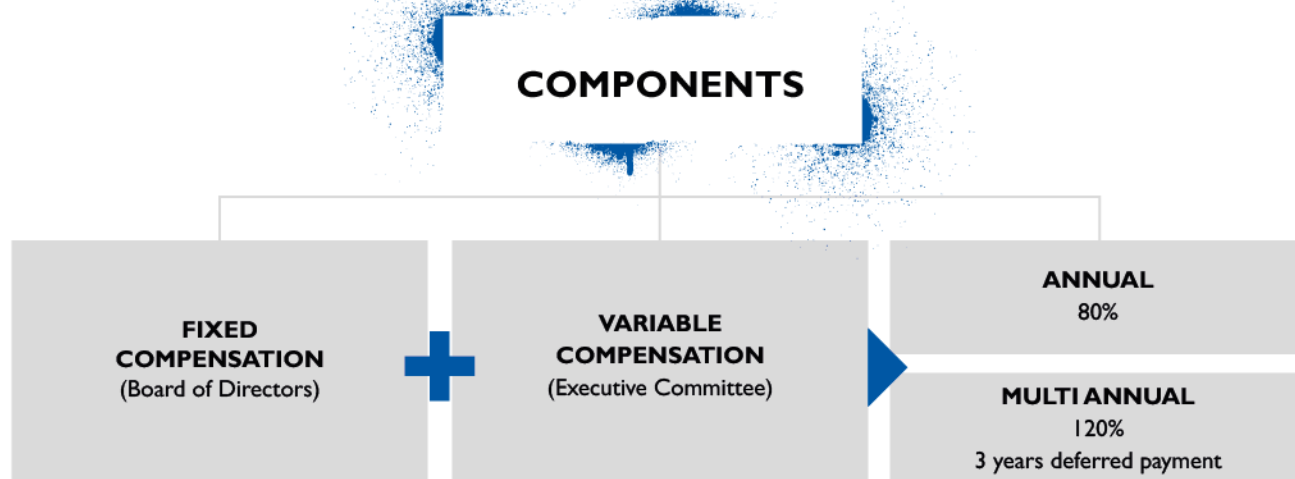 COMPONENTS
FIXED
COMPENSATION
(Board of Directors)
VARIABLE
COMPENSATION
(Executive Committee)
ANNUAL
80%
MULTI ANNUAL
120%
3 years deferred payment